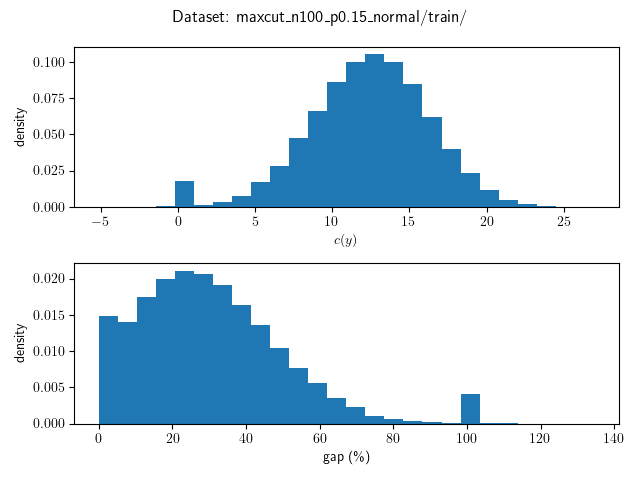 Dataset: maxcut_n100_p0.15_normal/train/
0.100
0.075
0.050
0.025
0.000
density
−5 0 5 10 15 20 25
c(y)
0.020
0.015
0.010
0.005
0.000
density
0 20 40 60 80 100 120 140
gap (%)